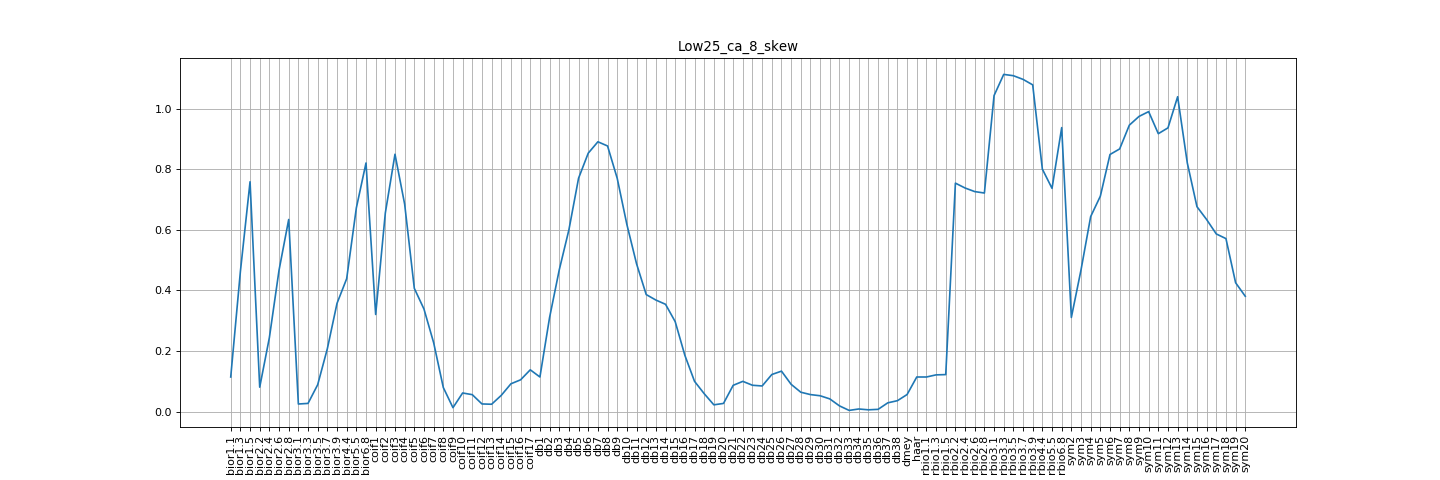 Low25_ca_8_skew
1.0
0.8
0.6
0.4
0.2
0.0
bior1.1
bior1.3
bior1.5
bior2.2
bior2.4
bior2.6
bior2.8
bior3.1
bior3.3
bior3.5
bior3.7
bior3.9
bior4.4
bior5.5
bior6.8
coif1
coif2
coif3
coif4
coif5
coif6
coif7
coif8
coif9
coif10
coif11
coif12
coif13
coif14
coif15
coif16
coif17
db1
db2
db3
db4
db5
db6
db7
db8
db9
db10
db11
db12
db13
db14
db15
db16
db17
db18
db19
db20
db21
db22
db23
db24
db25
db26
db27
db28
db29
db30
db31
db32
db33
db34
db35
db36
db37
db38
dmey
haar
rbio1.1
rbio1.3
rbio1.5
rbio2.2
rbio2.4
rbio2.6
rbio2.8
rbio3.1
rbio3.3
rbio3.5
rbio3.7
rbio3.9
rbio4.4
rbio5.5
rbio6.8
sym2
sym3
sym4
sym5
sym6
sym7
sym8
sym9
sym10
sym11
sym12
sym13
sym14
sym15
sym16
sym17
sym18
sym19
sym20